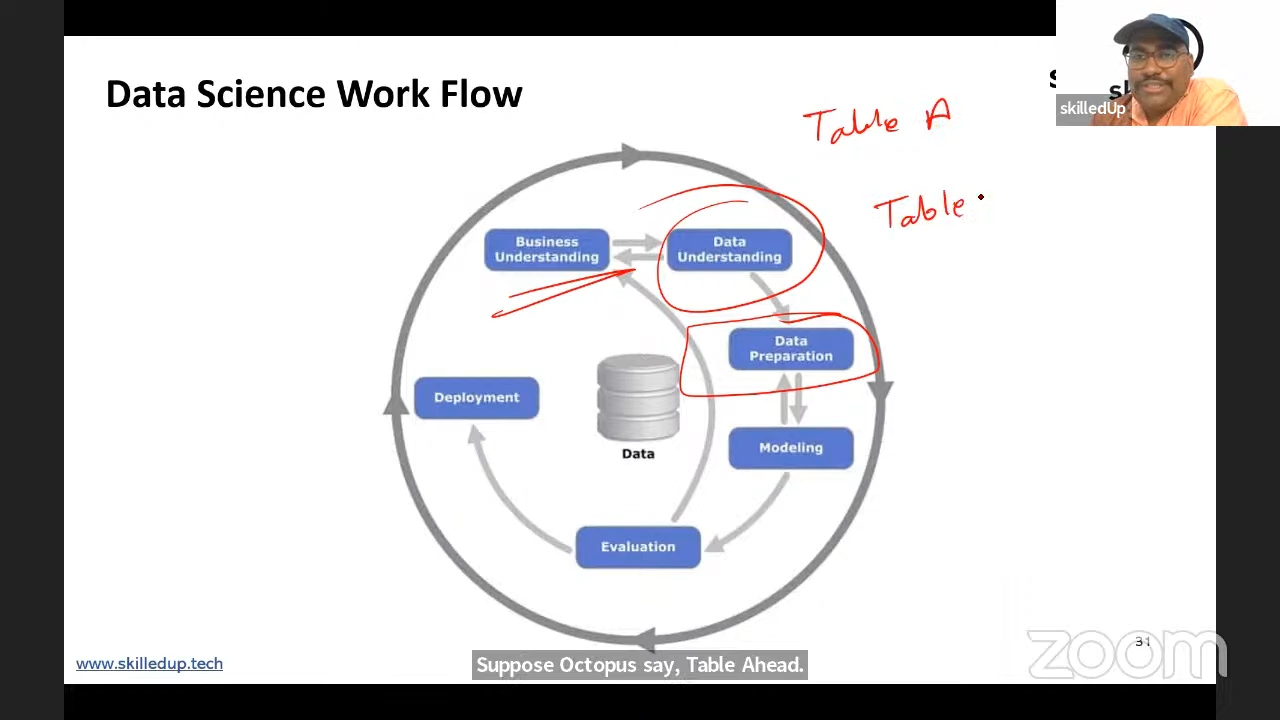 Data Science Work Flow
skilledUp
Table A
Table
Business
Understanding
Data
Understanding
Data
Preparation
Deployment
Data
Modeling
Evaluation
31
www.skilledup.tech
zoom
Suppose Octopus say, Table Ahead.